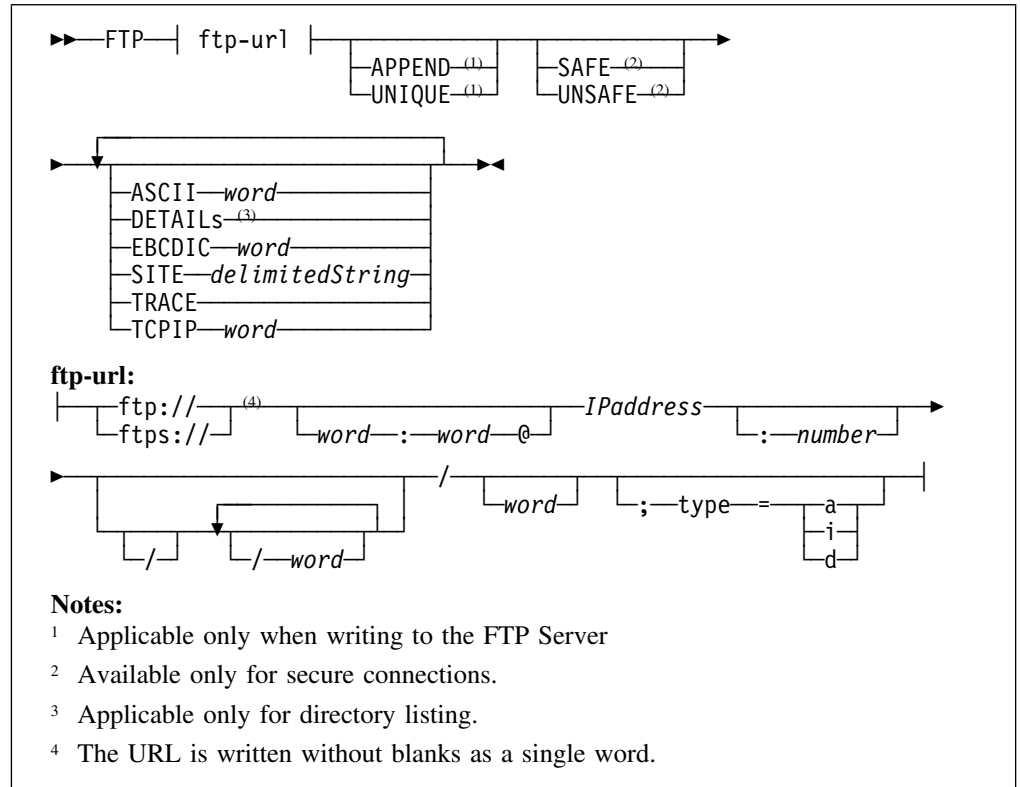 FTP ftp-url
APPEND (1) SAFE (2)
UNIQUE (1) UNSAFE (2)
ASCII word
DETAILs (3)
EBCDIC word
SITE delimitedString
TRACE
TCPIP word
ftp-url:
ftp:// (4) IPaddress
ftps:// word : word @ : number
/
word ; type = a
/ / word i
d
Notes:
1 Applicable only when writing to the FTP Server
2 Available only for secure connections.
3 Applicable only for directory listing.
4 The URL is written without blanks as a single word.